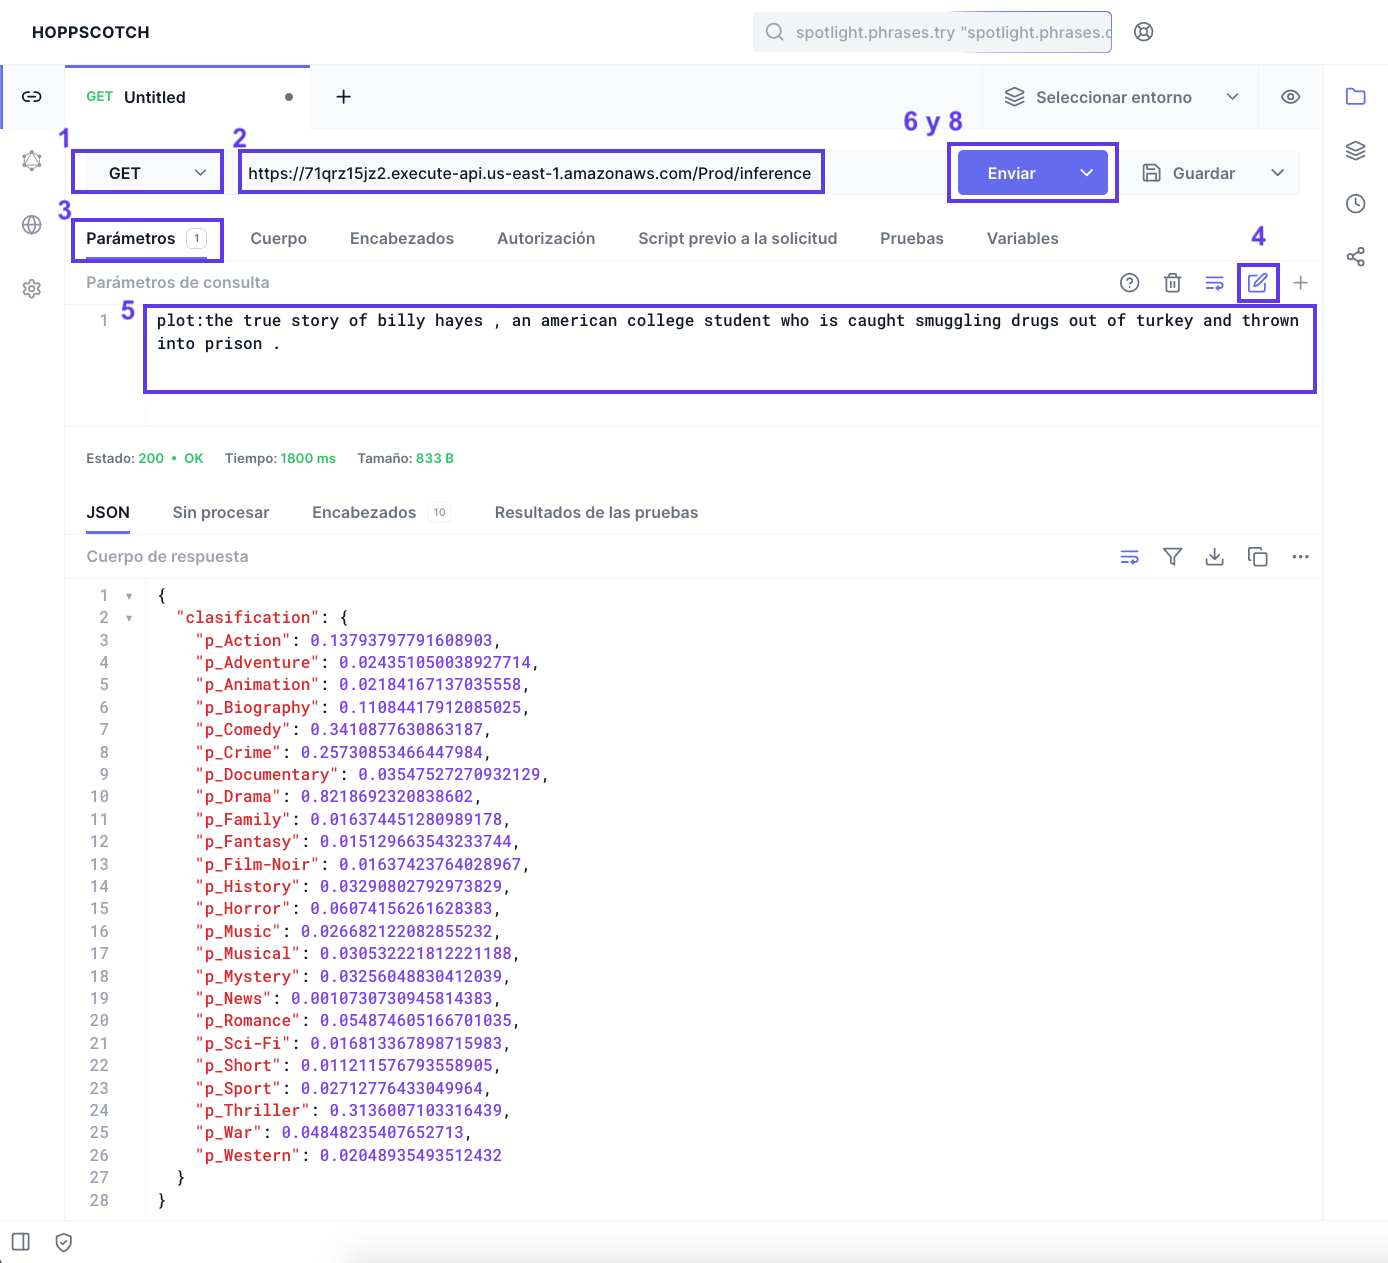 HOPPSCOTCH
spotlight.phrases.try "spotlight.phrases.c
GET Untitled
Seleccionar entorno
1
2
6 y 8
GET
https://71qrz15jz2.execute-api.us-east-1.amazonaws.com/Prod/inference
Enviar
Guardar
3
Parámetros 1 Cuerpo Encabezados Autorización Script previo a la solicitud Pruebas Variables
4
Parámetros de consulta
5
1 plot:the true story of billy hayes , an american college student who is caught smuggling drugs out of turkey and thrown
into prison .
Estado: 200 • OK Tiempo: 1800 ms Tamaño: 833 B
JSON Sin procesar Encabezados 10 Resultados de las pruebas
Cuerpo de respuesta
1 {
2 "clasification": {
3 "p_Action": 0.13793797791608903,
4 "p_Adventure": 0.024351050038927714,
5 "p_Animation": 0.02184167137035558,
6 "p_Biography": 0.11084417912085025,
7 "p_Comedy": 0.3410877630863187,
8 "p_Crime": 0.25730853466447984,
9 "p_Documentary": 0.03547527270932129,
10 "p_Drama": 0.8218692320838602,
11 "p_Family": 0.016374451280989178,
12 "p_Fantasy": 0.015129663543233744,
13 "p_Film-Noir": 0.01637423764028967,
14 "p_History": 0.03290802792973829,
15 "p_Horror": 0.06074156261628383,
16 "p_Music": 0.026682122082855232,
17 "p_Musical": 0.030532221812221188,
18 "p_Mystery": 0.03256048830412039,
19 "p_News": 0.0010730730945814383,
20 "p_Romance": 0.054874605166701035,
21 "p_Sci-Fi": 0.016813367898715983,
22 "p_Short": 0.011211576793558905,
23 "p_Sport": 0.02712776433049964,
24 "p_Thriller": 0.3136007103316439,
25 "p_War": 0.04848235407652713,
26 "p_Western": 0.02048935493512432
27 }
28 }